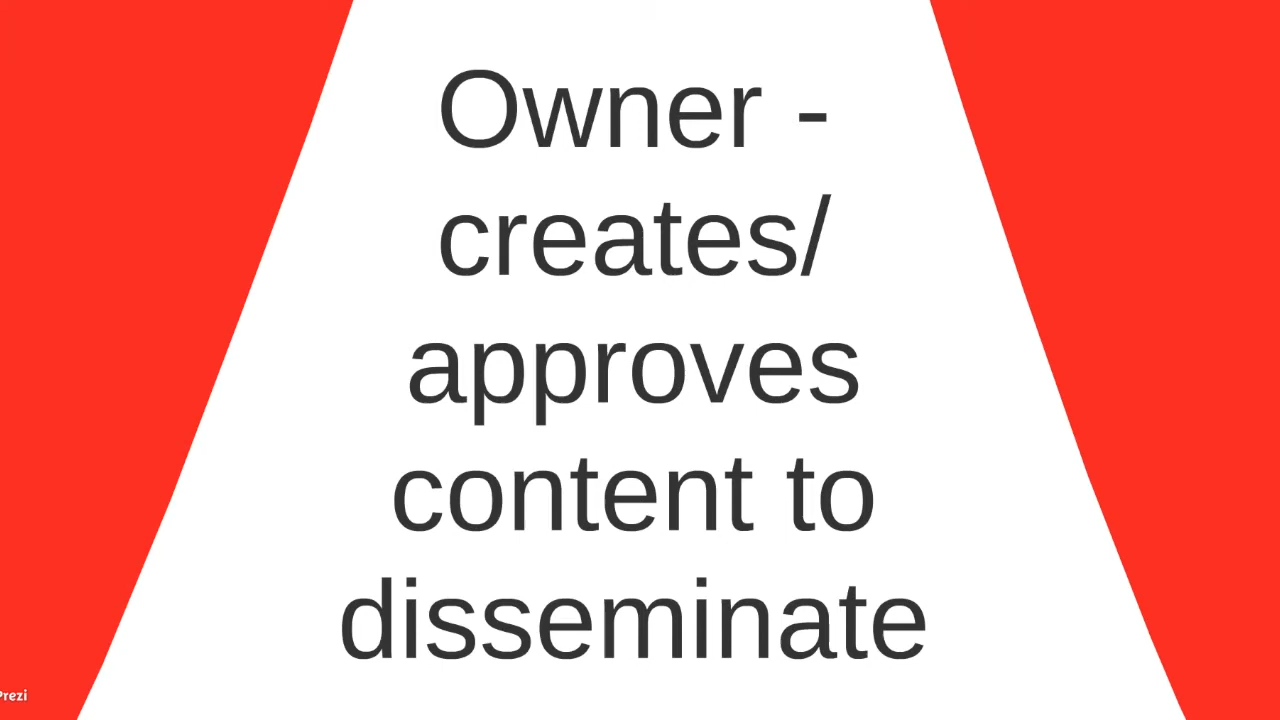 Owner -
creates/
approves
content to
disseminate
Prezi